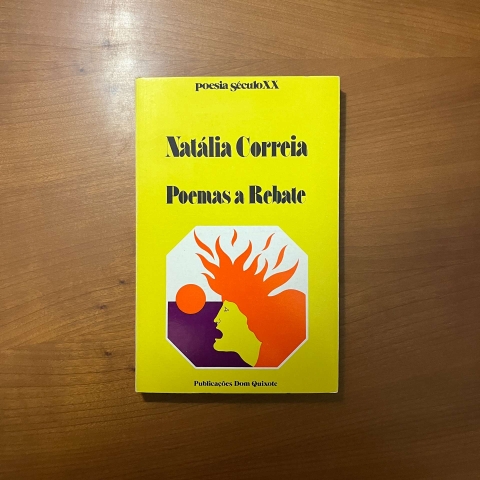 poesia séculoXX
Natália Correia
Poemas a Rebate
Publicações Dom Quixote